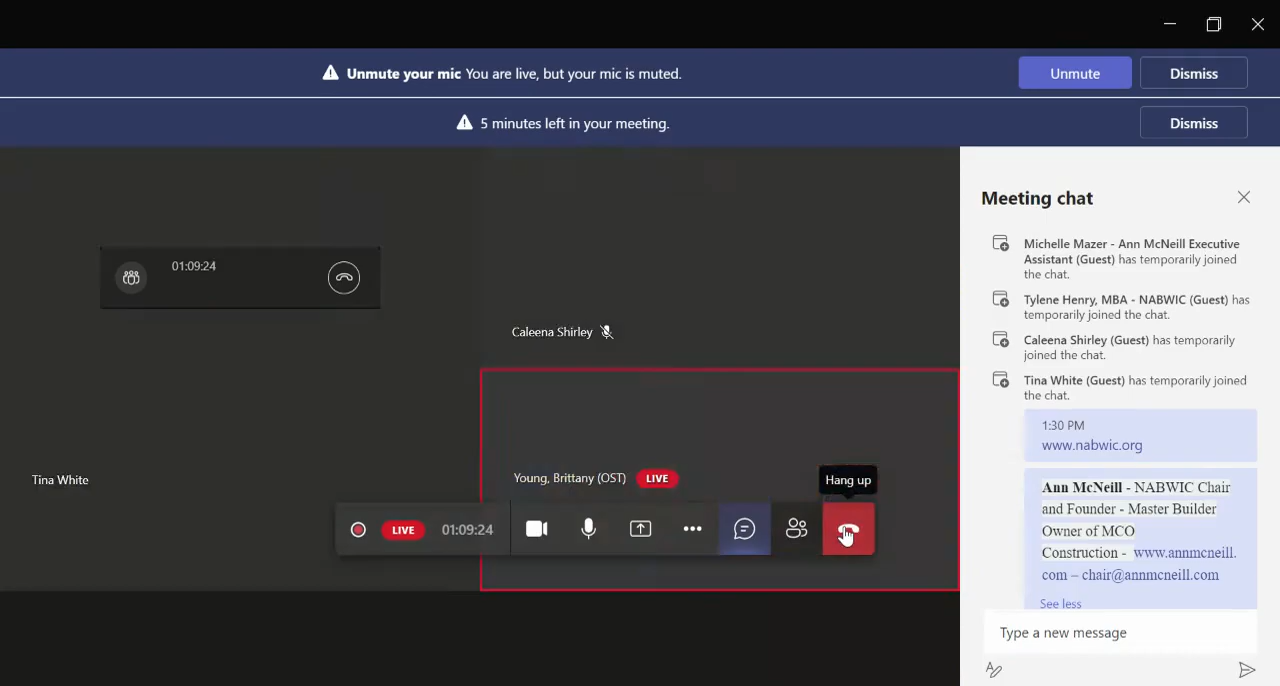 Unmute your mic You are live, but your mic is muted.
Unmute
Dismiss
5 minutes left in your meeting.
Dismiss
01:09:24
Caleena Shirley
Tina White
Young, Brittany (OST)
LIVE
Hang up
LIVE
01:09:24
Meeting chat
Michelle Mazer - Ann McNeill Executive
Assistant (Guest) has temporarily joined
the chat.
Tylene Henry, MBA - NABWIC (Guest) has
temporarily joined the chat.
Caleena Shirley (Guest) has temporarily
joined the chat.
Tina White (Guest) has temporarily joined
the chat.
1:30 PM
www.nabwic.org
Ann McNeill - NABWIC Chair
and Founder - Master Builder
Owner of MCO
Construction - www.annmcneill.
com – chair@annmcneill.com
See less
Type a new message